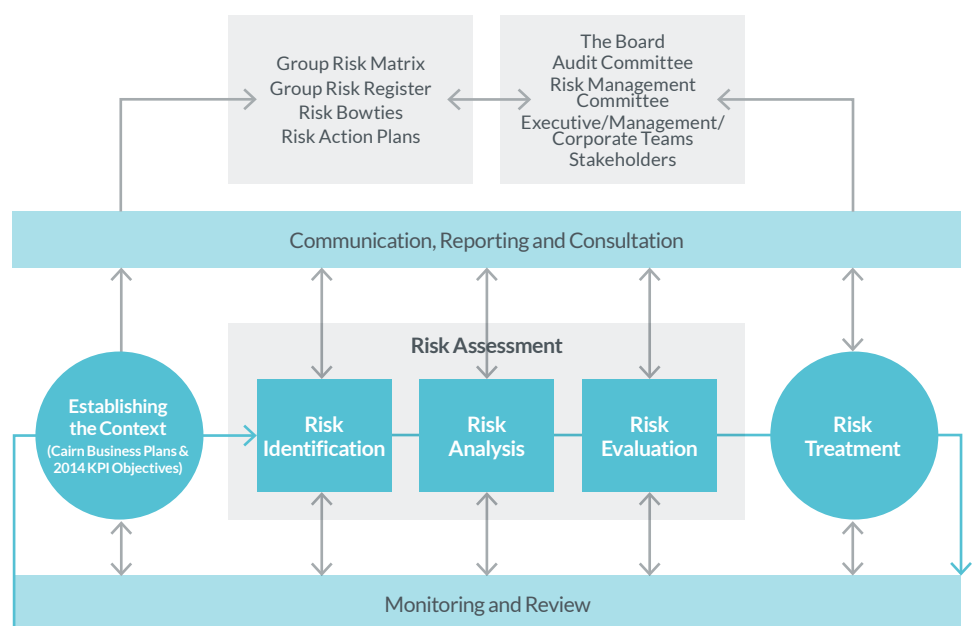 Group Risk Matrix
Group Risk Register
Risk Bowties
Risk Action Plans
The Board
Audit Committee
Risk Management
Committee
Executive/Management/
Corporate Teams
Stakeholders
Communication, Reporting and Consultation
Risk Assessment
Establishing
the Context
(Cairn Business Plans &
2014 KPI Objectives)
Risk
Identification
Risk
Analysis
Risk
Evaluation
Risk
Treatment
Monitoring and Review